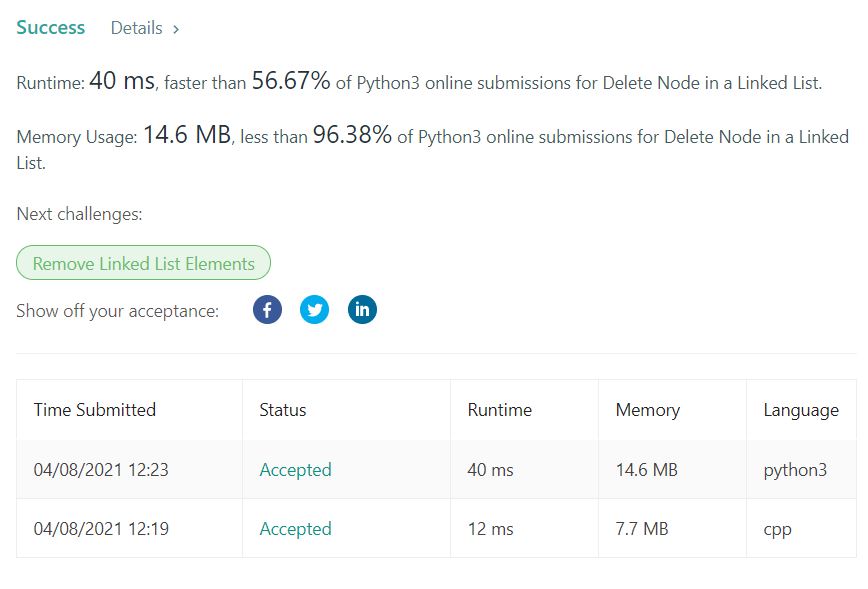 Success Details >
Runtime: 40 ms, faster than 56.67% of Python3 online submissions for Delete Node in a Linked List.
Memory Usage: 14.6 MB, less than 96.38% of Python3 online submissions for Delete Node in a Linked
List.
Next challenges:
Remove Linked List Elements
Show off your acceptance: f in
Time Submitted Status Runtime Memory Language
04/08/2021 12:23 Accepted 40 ms 14.6 MB python3
04/08/2021 12:19 Accepted 12 ms 7.7 MB cpp